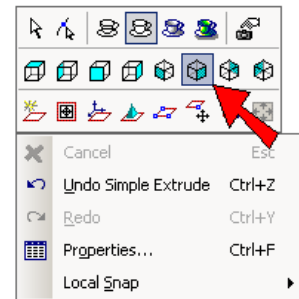 Cancel Esc
Undo Simple Extrude Ctrl+Z
Redo Ctrl+Y
Properties... Ctrl+F
Local Snap